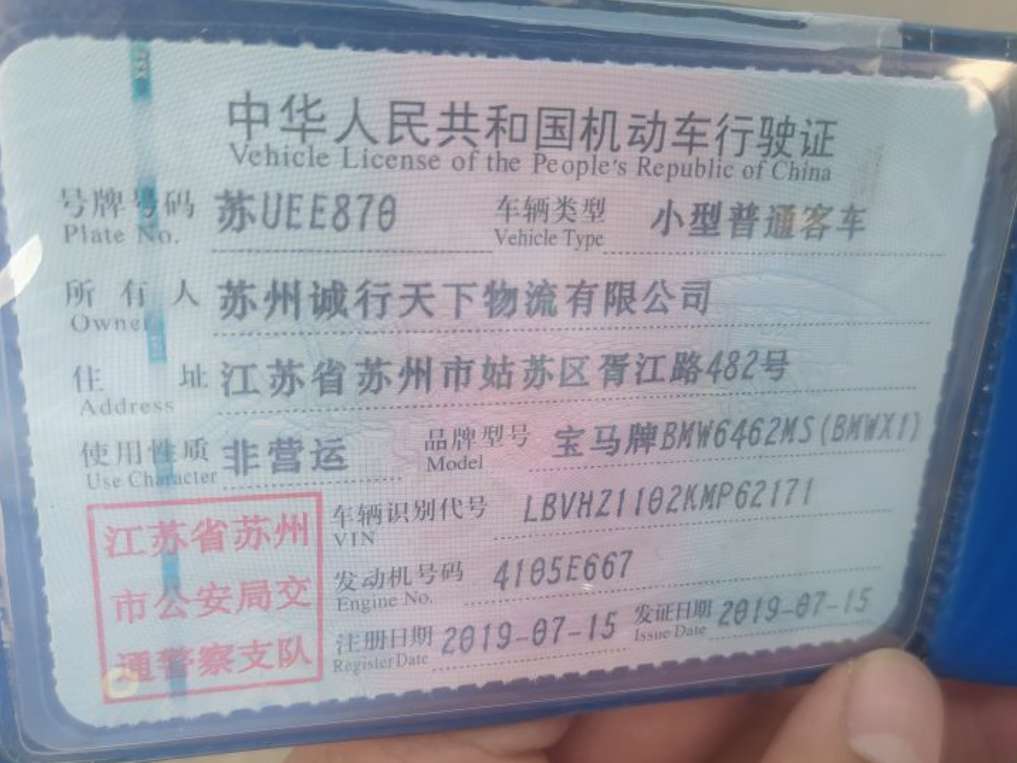 中华人民共和国机动车行驶证
Vehicle License of the People's Republic of China
号牌号码 苏UEE870 车辆类型 小型普通客车
Plate No. Vehicle Type
所有人 苏州诚行天下物流有限公司
Owner
住址 江苏省苏州市姑苏区胥江路482号
Address
使用性质 非营运 品牌型号 宝马牌BMW6462MS(BMWX1)
Use Character Model
江苏省苏州
市公安局交
通警察支队
车辆识别代号 LBVHZ1102KMP62171
VIN
发动机号码 4105E667
Engine No.
注册日期 2019-07-15 发证日期 2019-07-15
Register Date Issue Date